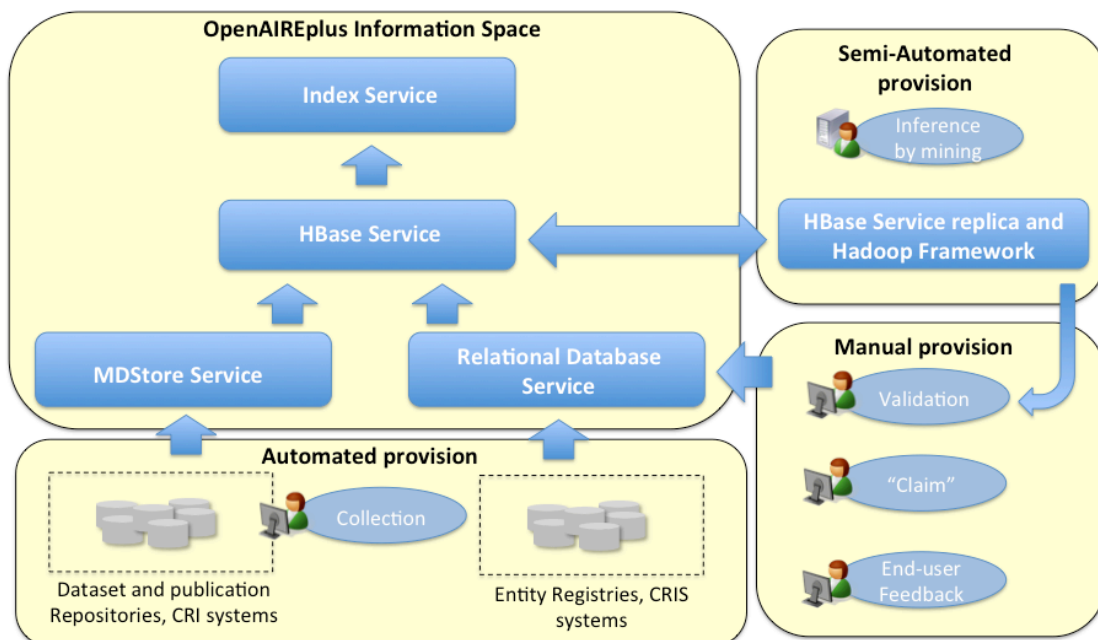 OpenAIREplus Information Space
Index Service
HBase Service
MDStore Service
Relational Database
Service
Semi-Automated
provision
Inference
by mining
HBase Service replica and
Hadoop Framework
Manual provision
Validation
“Claim”
End-user
Feedback
Automated provision
Collection
Dataset and publication
Repositories, CRI systems
Entity Registries, CRIS
systems